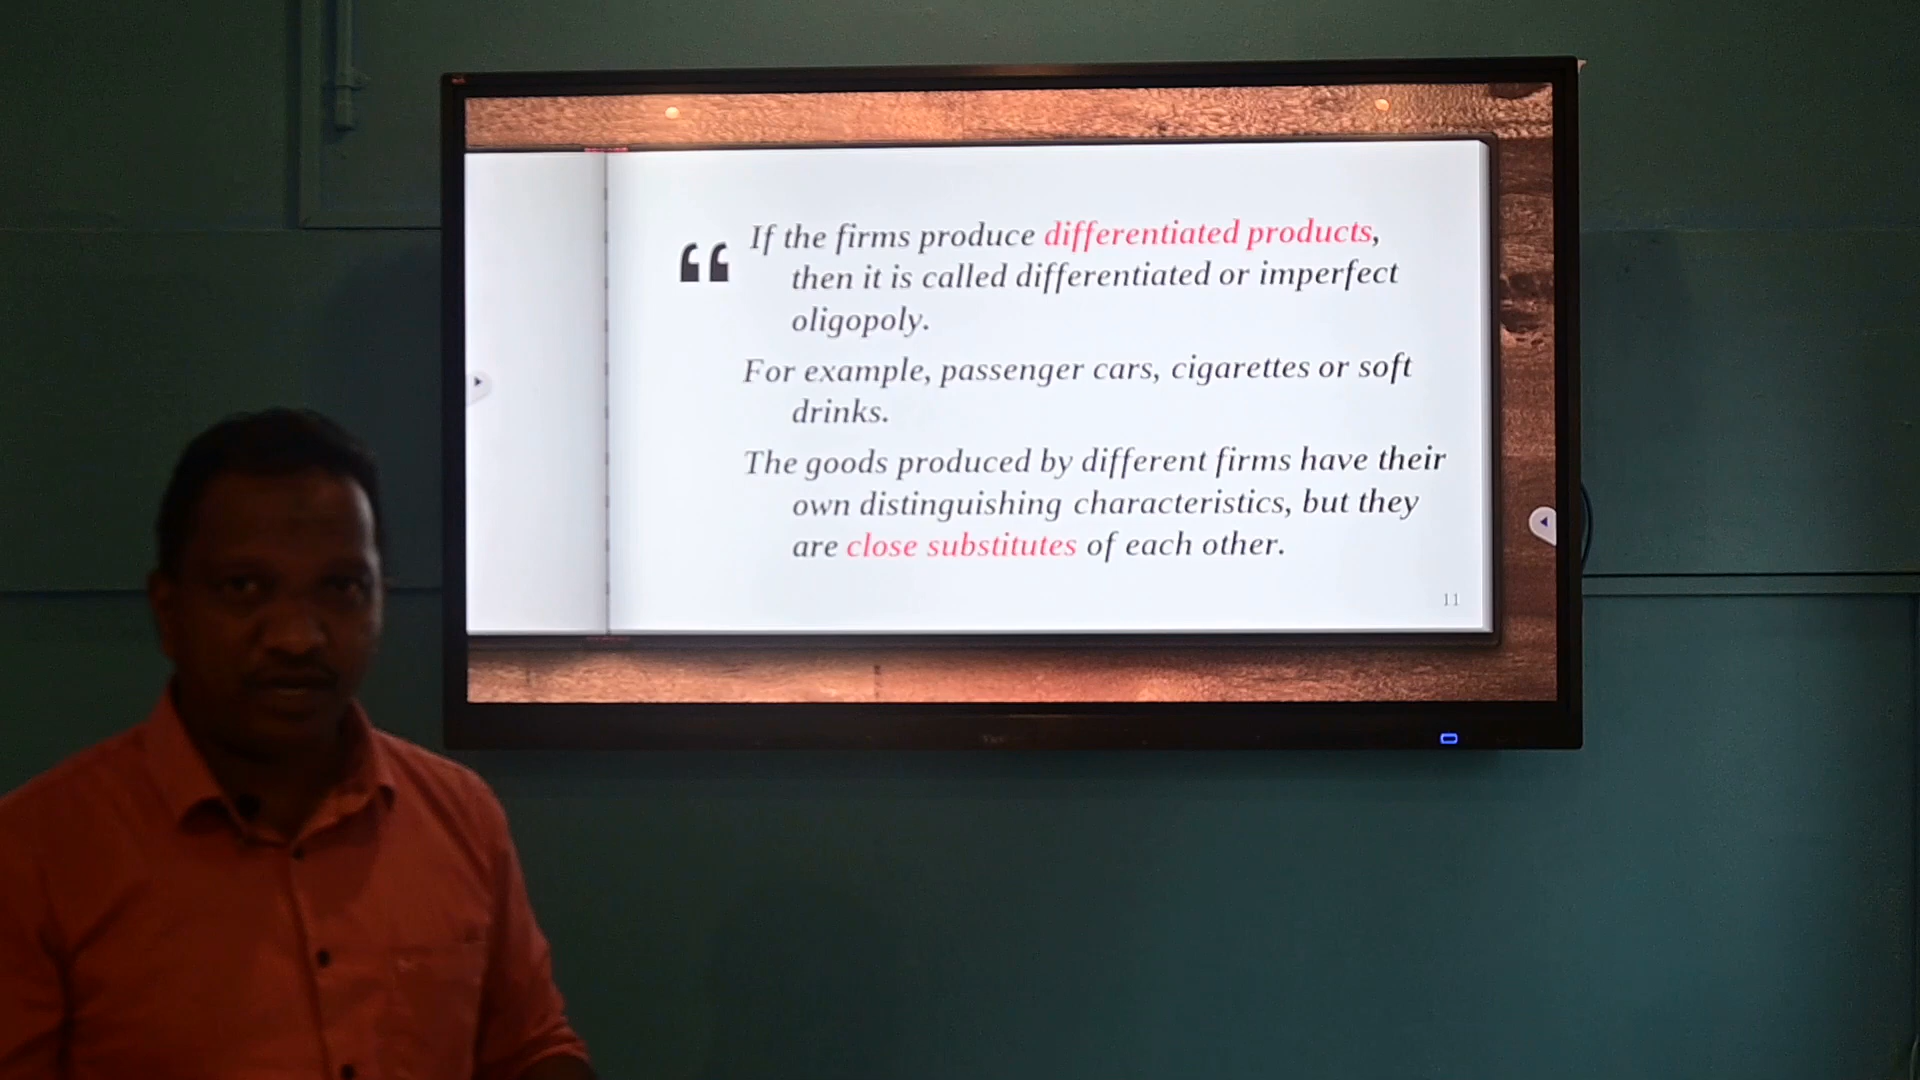 “
If the firms produce differentiated products,
then it is called differentiated or imperfect
oligopoly.
For example, passenger cars, cigarettes or soft
drinks.
The goods produced by different firms have their
own distinguishing characteristics, but they
are close substitutes of each other.
11